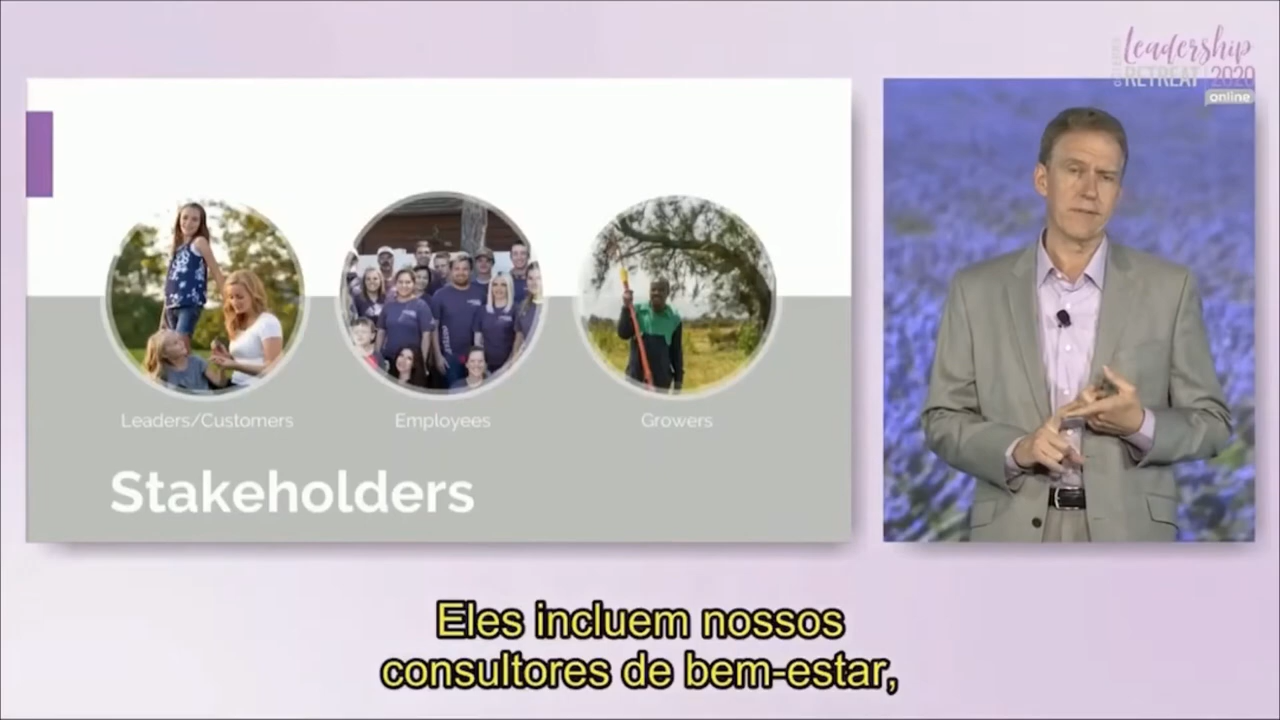 Leadership
RETREAT 2020
online
Leaders/Customers
Employees
Growers
Stakeholders
Eles incluem nossos
consultores de bem-estar,